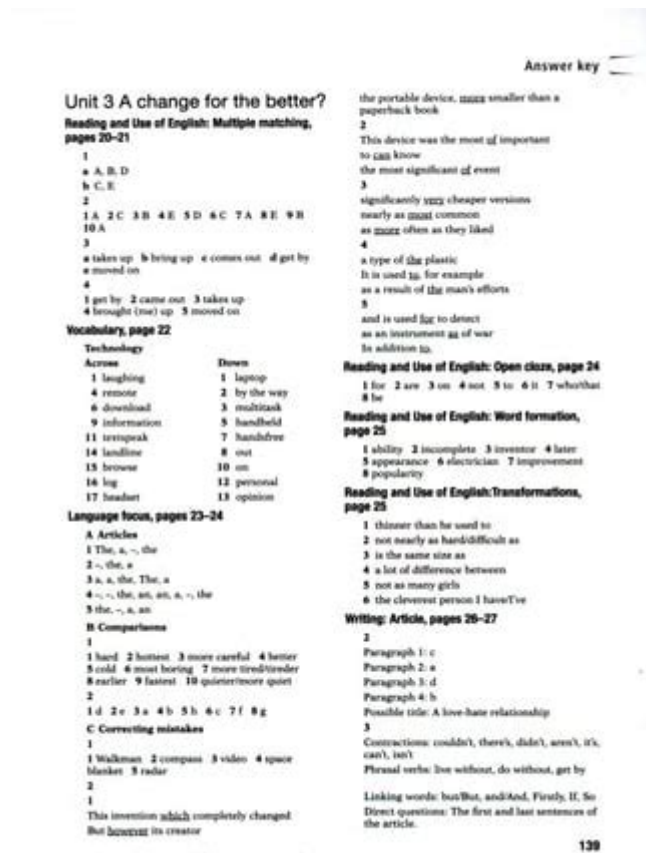 Answer key
Unit 3 A change for the better?
Reading and Use of English: Multiple matching,
pages 20–21
1
a A, B, D
b C, E
2
1 A 2 C 3 B 4 E 5 D 6 C 7 A 8 E 9 B
10 A
3
a takes up b bring up c comes out d get by
e moved on
4
1 get by 2 came out 3 takes up
4 brought (me) up 5 moved on
Vocabulary, page 22
Technology
Across
1 laughing
4 remote
6 download
9 information
11 textspeak
14 landline
15 browse
16 log
17 headset
Down
1 laptop
2 by the way
3 multitask
5 handheld
7 handsfree
8 out
10 on
12 personal
13 opinion
Language focus, pages 23–24
A Articles
1 The, a, –, the
2 –, the, a
3 a, a, the, The, a
4 –, –, the, an, an, a, –, the
5 the, –, a, an
B Comparisons
1
1 hard 2 hottest 3 more careful 4 better
5 cold 6 most boring 7 more tired/tireder
8 earlier 9 fastest 10 quieter/more quiet
2
1 d 2 e 3 a 4 b 5 h 6 c 7 f 8 g
C Correcting mistakes
1
1 Walkman 2 compass 3 video 4 space
blanket 5 radar
2
1
This invention which completely changed
But however its creator
the portable device, more smaller than a
paperback book
2
This device was the most of important
to can know
the most significant of event
3
significantly very cheaper versions
nearly as most common
as more often as they liked
4
a type of the plastic
It is used to, for example
as a result of the man's efforts
5
and is used for to detect
as an instrument as of war
In addition to,
Reading and Use of English: Open cloze, page 24
1 for 2 are 3 on 4 not 5 to 6 it 7 who/that
8 be
Reading and Use of English: Word formation,
page 25
1 ability 2 incomplete 3 inventor 4 later
5 appearance 6 electrician 7 improvement
8 popularity
Reading and Use of English:Transformations,
page 25
1 thinner than he used to
2 not nearly as hard/difficult as
3 is the same size as
4 a lot of difference between
5 not as many girls
6 the cleverest person I have/I've
Writing: Article, pages 26–27
2
Paragraph 1: c
Paragraph 2: a
Paragraph 3: d
Paragraph 4: b
Possible title: A love-hate relationship
3
Contractions: couldn't, there's, didn't, aren't, it's,
can't, isn't
Phrasal verbs: live without, do without, get by
Linking words: but/But, and/And, Firstly, If, So
Direct questions: The first and last sentences of
the article.
139